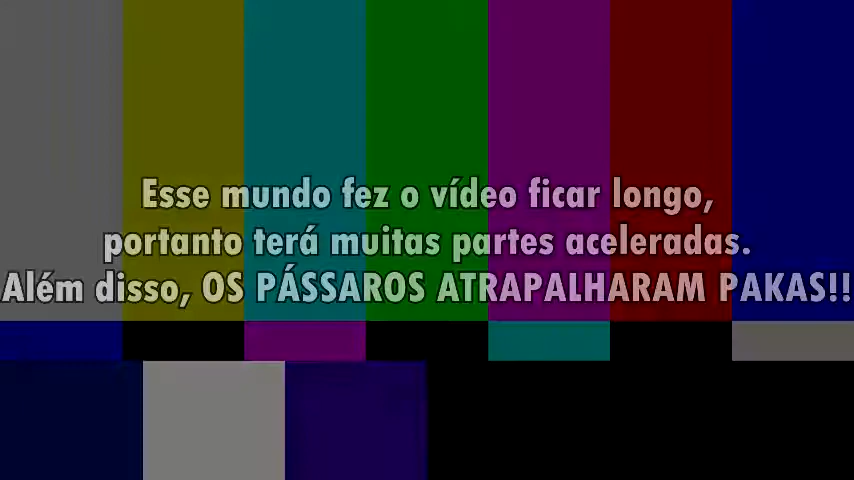 Esse mundo fez o vídeo ficar longo,
portanto terá muitas partes aceleradas.
Além disso, OS PÁSSAROS ATRAPALHARAM PAKAS!!